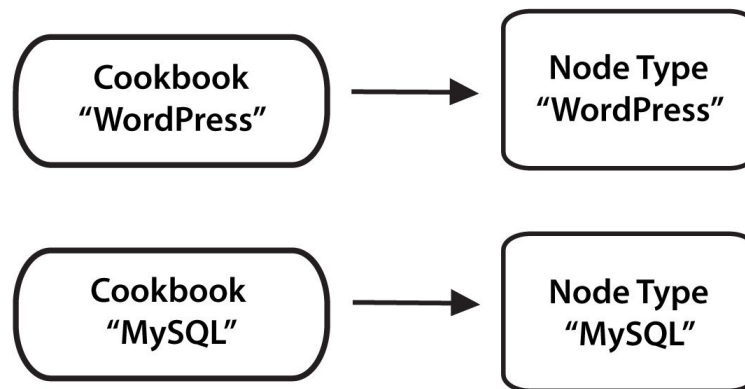 Cookbook
“WordPress”
Node Type
“WordPress”
Cookbook
“MySQL”
Node Type
“MySQL”